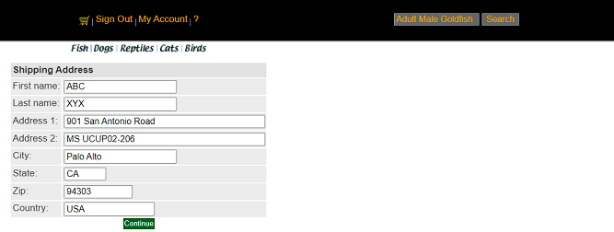 Sign Out | My Account | ? Adult Male Goldfish Search
Fish | Dogs | Reptiles | Cats | Birds
Shipping Address
First name: ABC
Last name: XYX
Address 1: 901 San Antonio Road
Address 2: MS UCUP02-206
City: Palo Alto
State: CA
Zip: 94303
Country: USA
Continue